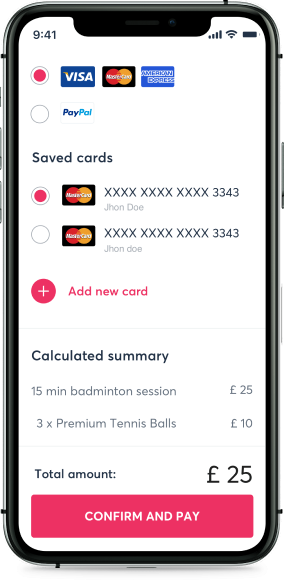 9:41
VISA MasterCard AMERICAN EXPRESS
PayPal
Saved cards
MasterCard XXXX XXXX XXXX 3343
Jhon Doe
MasterCard XXXX XXXX XXXX 3343
Jhon doe
+ Add new card
Calculated summary
15 min badminton session £ 25
3 x Premium Tennis Balls £ 10
Total amount: £ 25
CONFIRM AND PAY